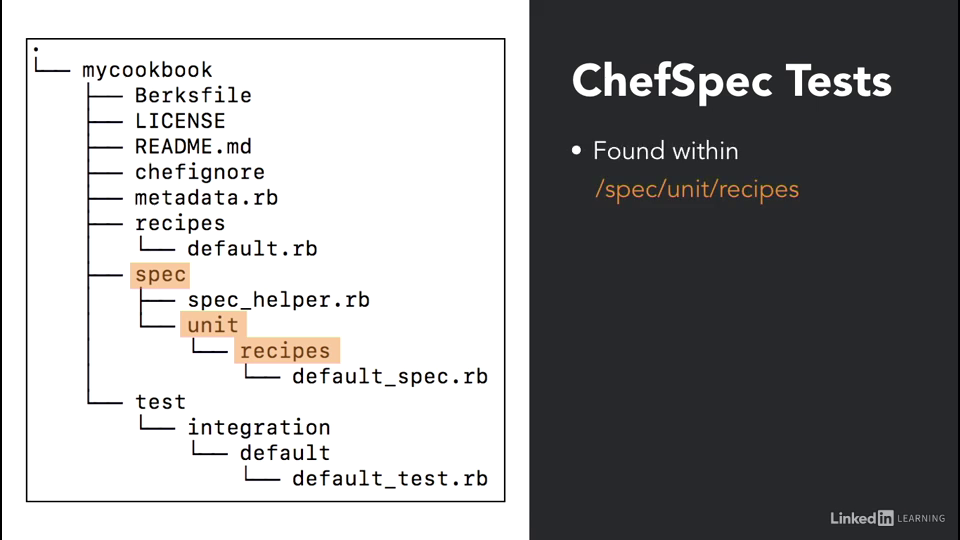 .
└── mycookbook
    ├── Berksfile
    ├── LICENSE
    ├── README.md
    ├── chefignore
    ├── metadata.rb
    ├── recipes
    │   └── default.rb
    ├── spec
    │   ├── spec_helper.rb
    │   └── unit
    │       └── recipes
    │           └── default_spec.rb
    └── test
        └── integration
            └── default
                └── default_test.rb
ChefSpec Tests
• Found within
/spec/unit/recipes
Linked in LEARNING